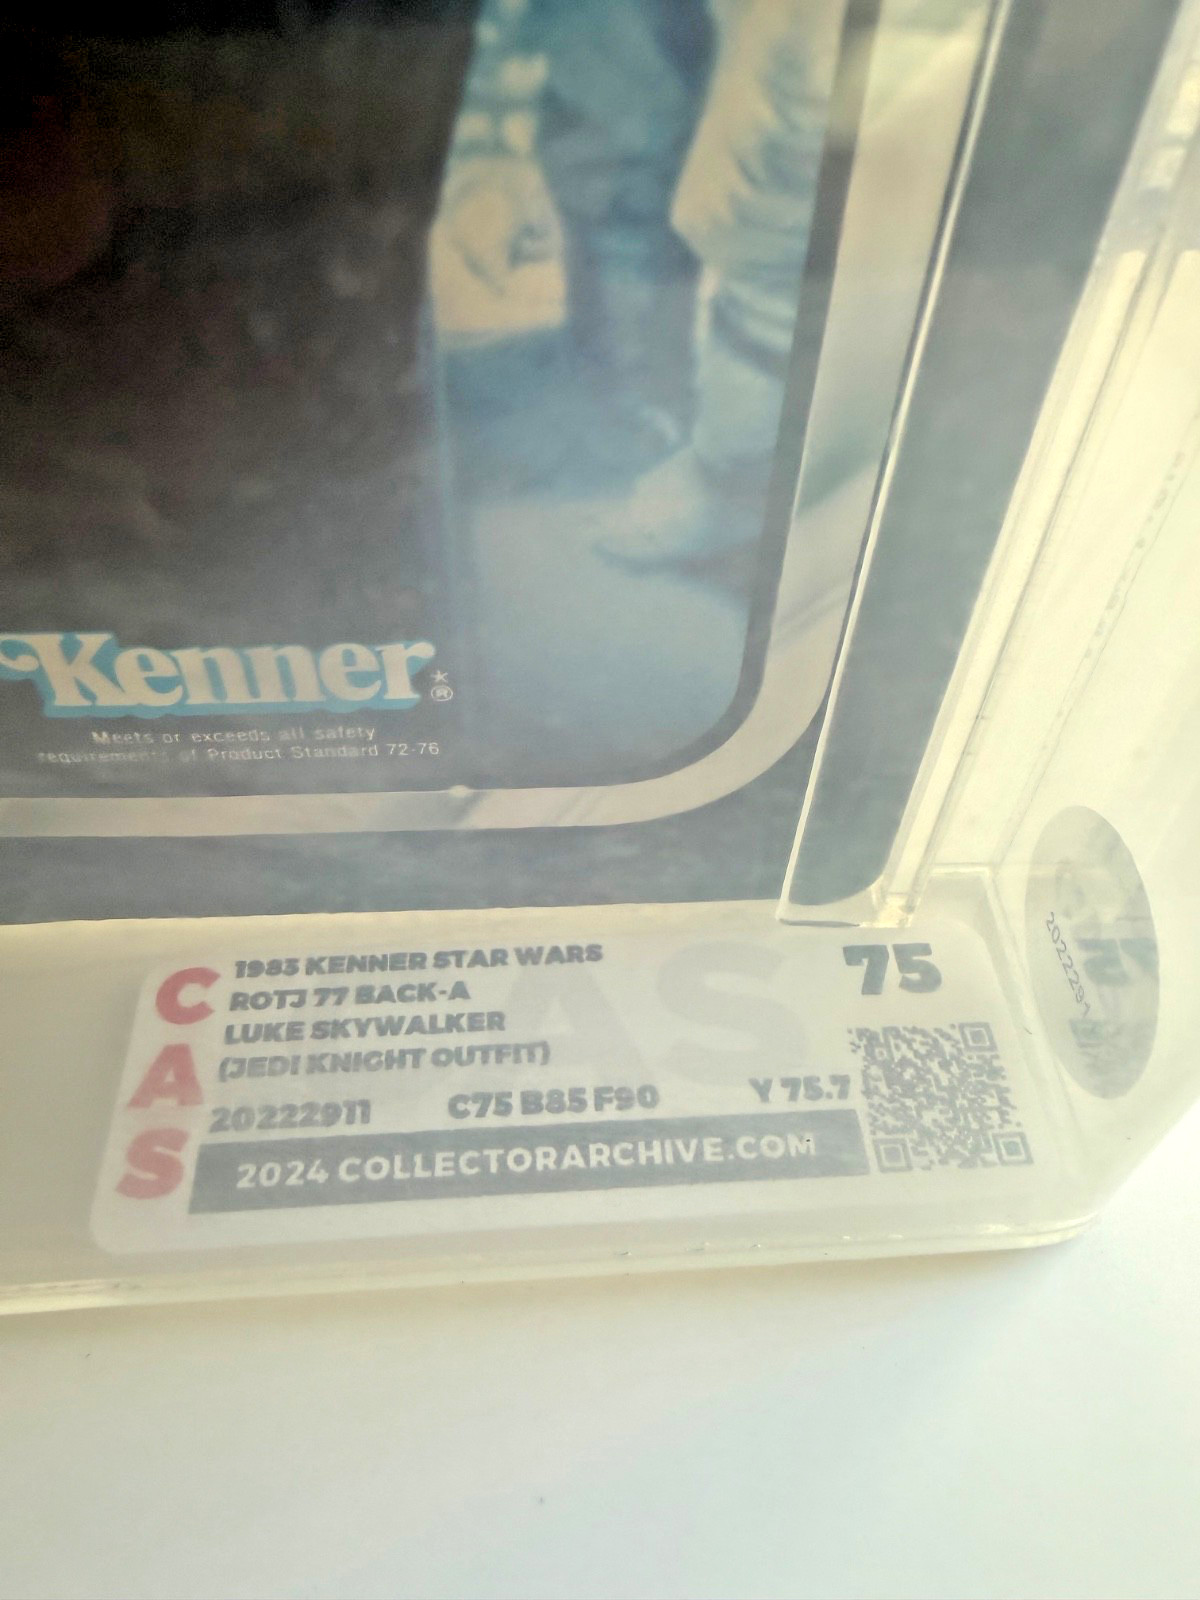 Kenner
®
Meets or exceeds all safety
requirements of Product Standard 72-76
CAS
1983 KENNER STAR WARS
ROTJ 77 BACK-A
LUKE SKYWALKER
(JEDI KNIGHT OUTFIT)
20222911 C75 B85 F90 Y 75.7
75
2024 COLLECTORARCHIVE.COM